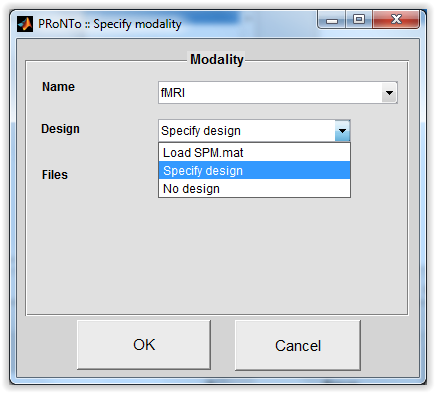 PRoNTo :: Specify modality
Modality
Name
fMRI
Design
Specify design
Load SPM.mat
Specify design
No design
Files
OK
Cancel